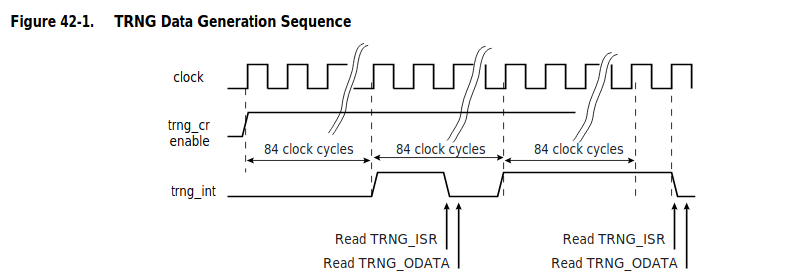 Figure 42-1. TRNG Data Generation Sequence
clock
trng_cr
enable
84 clock cycles 84 clock cycles 84 clock cycles
trng_int
Read TRNG_ISR Read TRNG_ISR
Read TRNG_ODATA Read TRNG_ODATA